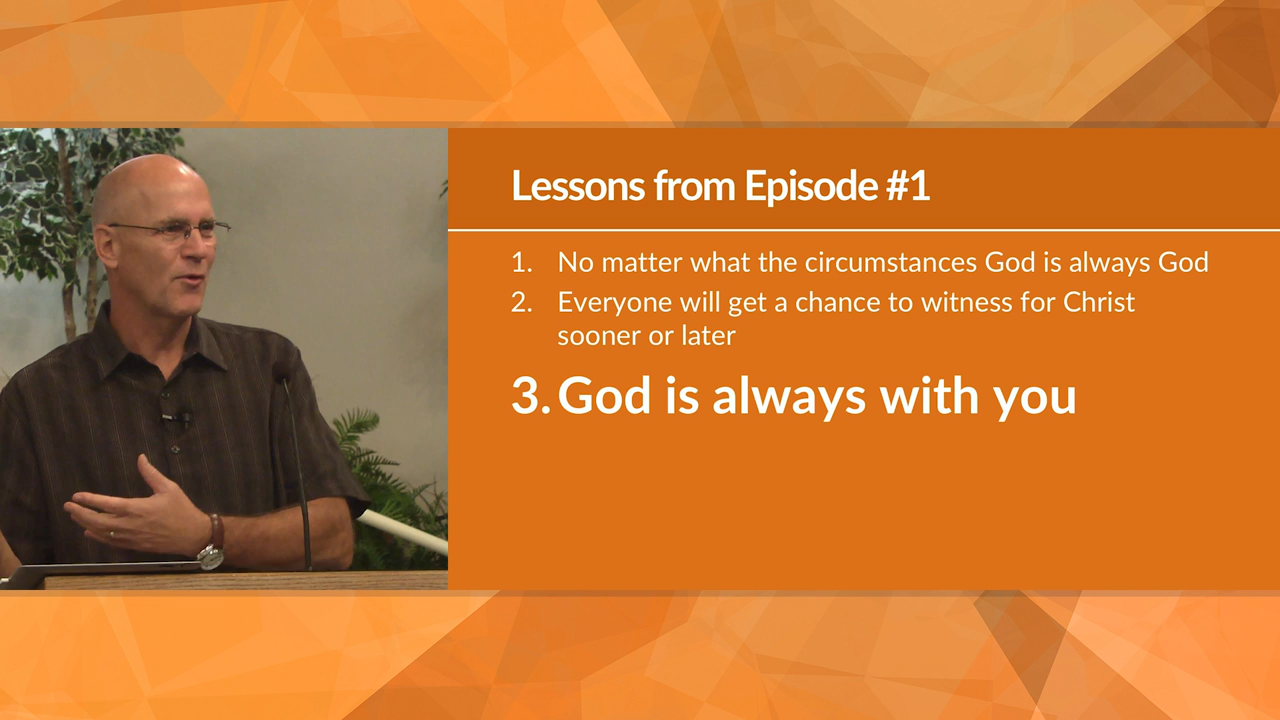 Lessons from Episode #1
1. No matter what the circumstances God is always God
2. Everyone will get a chance to witness for Christ
sooner or later
3. God is always with you